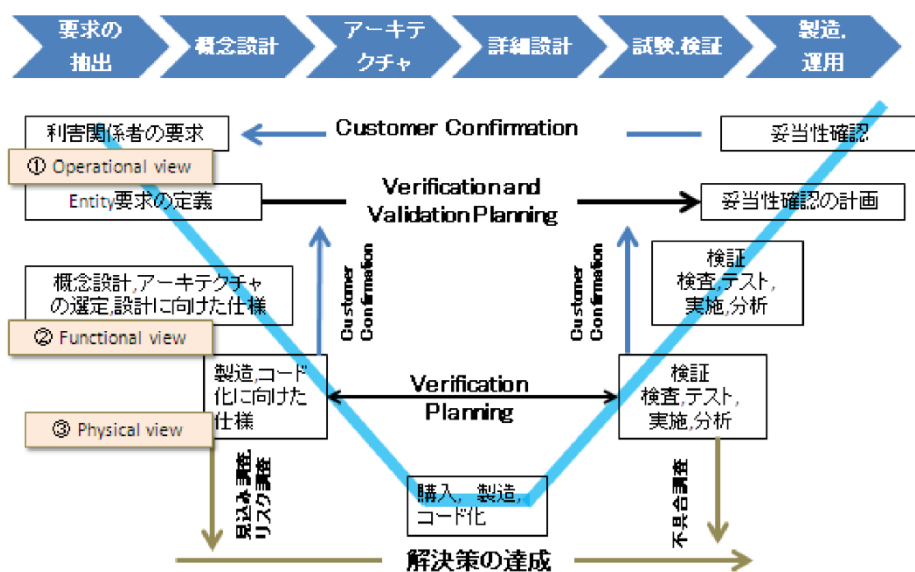 要求の
抽出
概念設計
アーキテ
クチャ
詳細設計
試験.検証
製造.
運用
利害関係者の要求
Customer Confirmation
妥当性確認
① Operational view
Entity要求の定義
Verification and
Validation Planning
妥当性確認の計画
概念設計,アーキテクチャ
の選定,設計に向けた仕様
Customer
Confirmation
Customer
Confirmation
検証
検査,テスト,
実施,分析
② Functional view
製造,コード
化に向けた
仕様
Verification
Planning
検証
検査,テスト,
実施,分析
③ Physical view
見込み調査,
リスク調査
購入, 製造,
コード化
不具合調査
解決策の達成